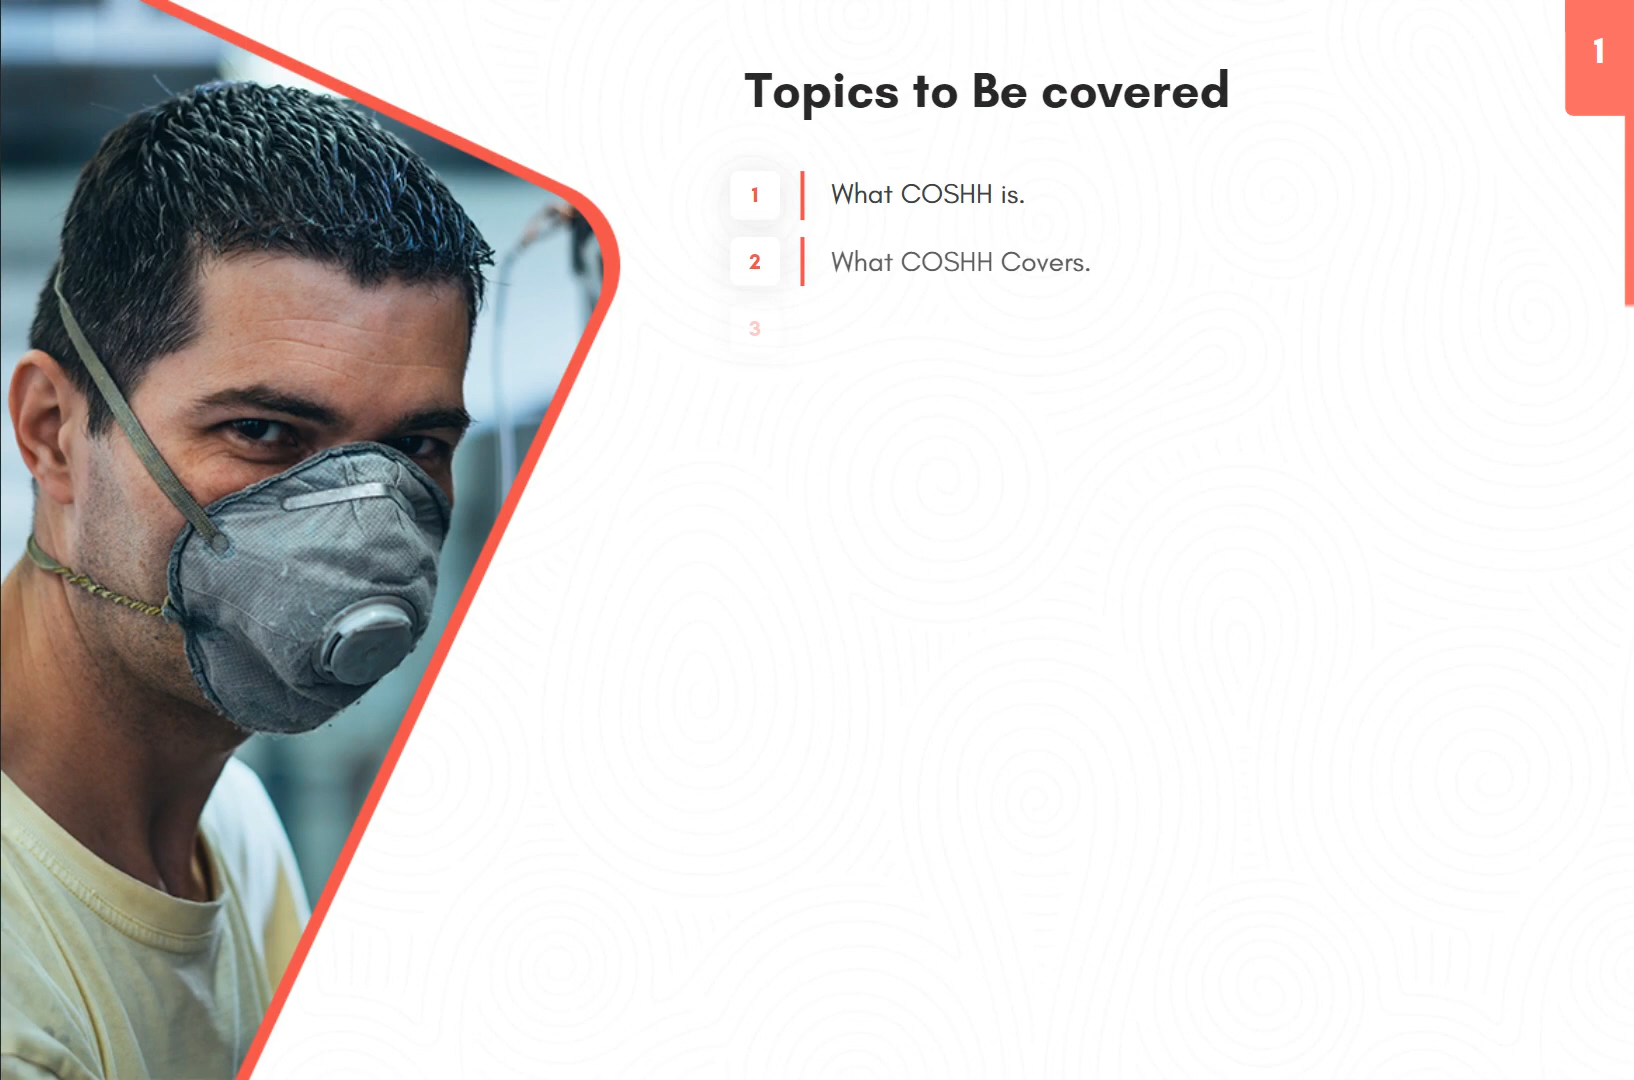 1
Topics to Be covered
1 What COSHH is.
2 What COSHH Covers.
3